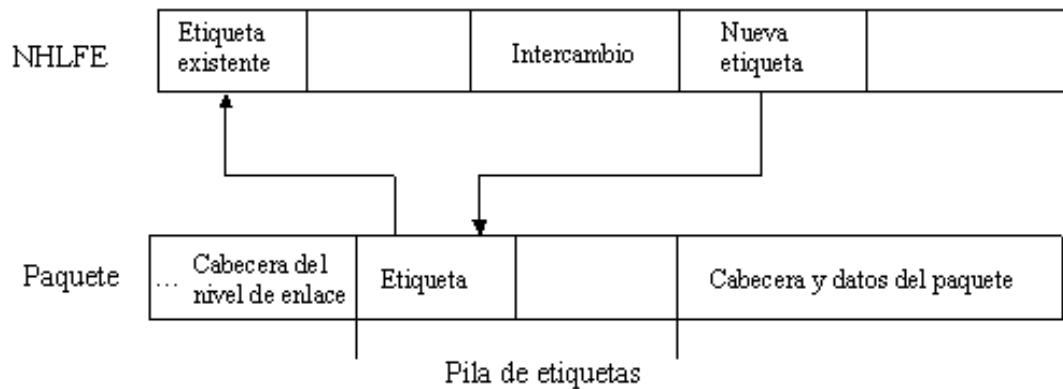 NHLFE
Etiqueta
existente
Intercambio
Nueva
etiqueta
Paquete
... Cabecera del
nivel de enlace
Etiqueta
Cabecera y datos del paquete
Pila de etiquetas